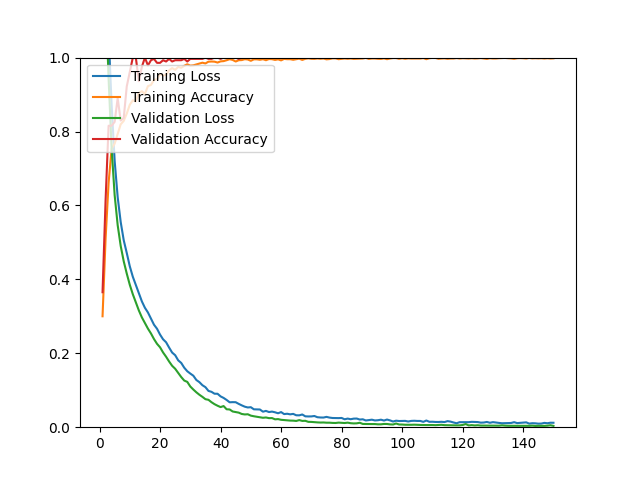 1.0
0.8
0.6
0.4
0.2
0.0
Training Loss
Training Accuracy
Validation Loss
Validation Accuracy
0 20 40 60 80 100 120 140